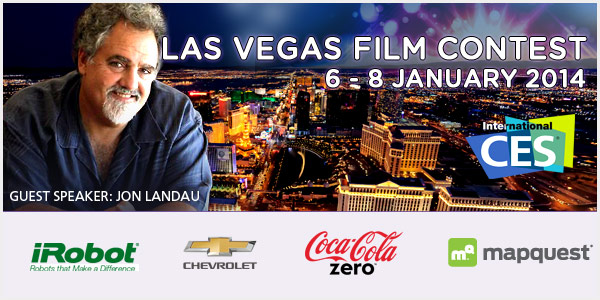 LAS VEGAS FILM CONTEST
6 - 8 JANUARY 2014
International
CES
GUEST SPEAKER: JON LANDAU
iRobot®
Robots that Make a Difference
CHEVROLET
Coca-Cola
zero
m.q
mapquest